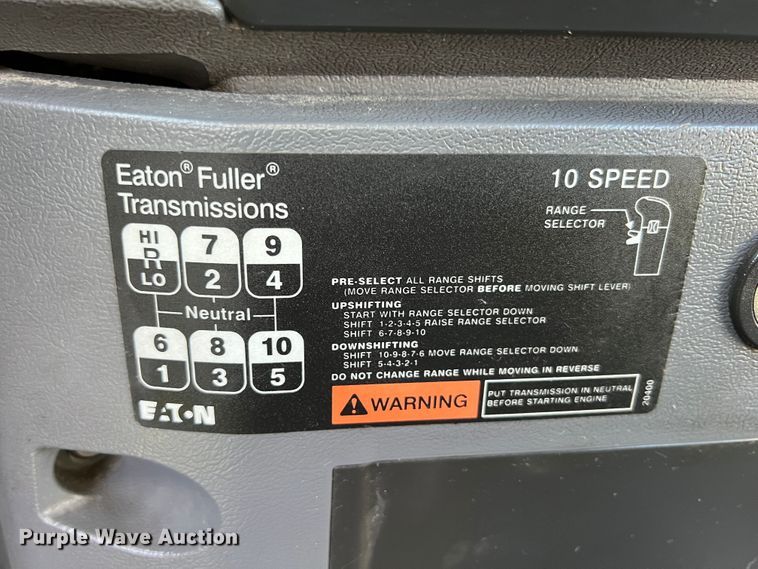 Eaton® Fuller®
Transmissions
10 SPEED
RANGE
SELECTOR
HI
R
LO
7
2
9
4
Neutral
6
1
8
3
10
5
PRE-SELECT ALL RANGE SHIFTS
(MOVE RANGE SELECTOR BEFORE MOVING SHIFT LEVER)
UPSHIFTING
START WITH RANGE SELECTOR DOWN
SHIFT 1-2-3-4-5 RAISE RANGE SELECTOR
SHIFT 6-7-8-9-10
DOWNSHIFTING
SHIFT 10-9-8-7-6 MOVE RANGE SELECTOR DOWN
SHIFT 5-4-3-2-1
DO NOT CHANGE RANGE WHILE MOVING IN REVERSE
WARNING
PUT TRANSMISSION IN NEUTRAL
BEFORE STARTING ENGINE
20400
EATON
Purple Wave Auction
Purple Wave Auction